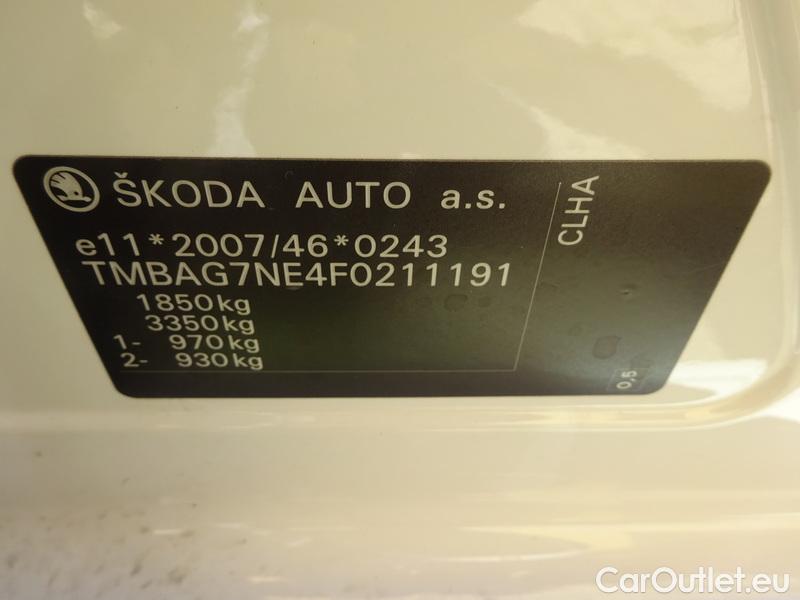 ŠKODA AUTO a.s.
e11*2007/46*0243
TMBAG7NE4F0211191
1850kg
3350kg
1- 970kg
2- 930kg
CLHA
0,5
CarOutlet.eu